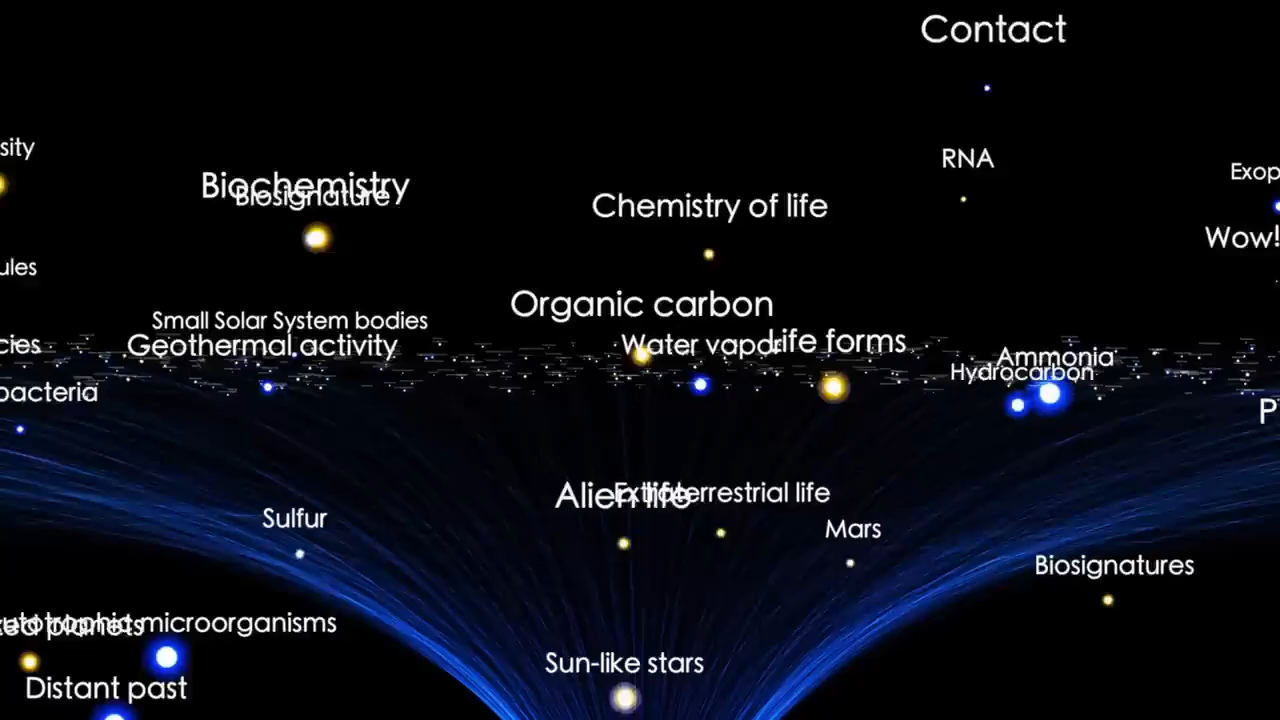 Contact
sity
RNA
Exop
Biochemistry
Biosignature
Chemistry of life
Wow!
ules
Organic carbon
Small Solar System bodies
Geothermal activity
Water vapor
Life forms
cies
Ammonia
Hydrocarbon
bacteria
P
Alien life
Extraterrestrial life
Sulfur
Mars
Biosignatures
utotrophic microorganisms
planets
Sun-like stars
Distant past